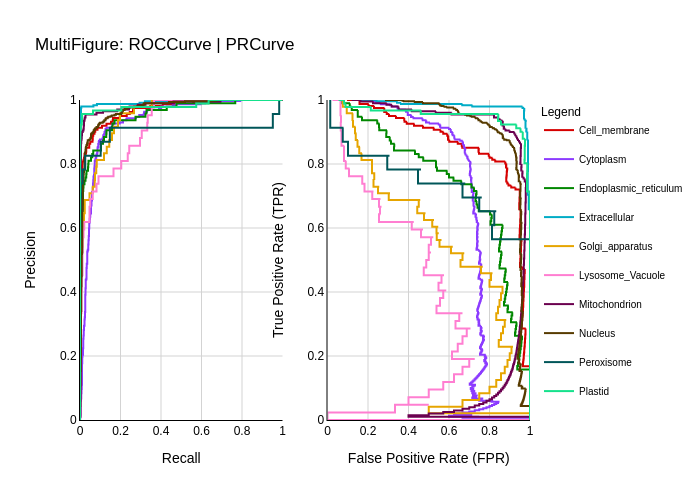 MultiFigure: ROCCurve | PRCurve
Precision
1
0.8
0.6
0.4
0.2
0
0 0.2 0.4 0.6 0.8 1
Recall
True Positive Rate (TPR)
1
0.8
0.6
0.4
0.2
0
0 0.2 0.4 0.6 0.8 1
False Positive Rate (FPR)
Legend
Cell_membrane
Cytoplasm
Endoplasmic_reticulum
Extracellular
Golgi_apparatus
Lysosome_Vacuole
Mitochondrion
Nucleus
Peroxisome
Plastid